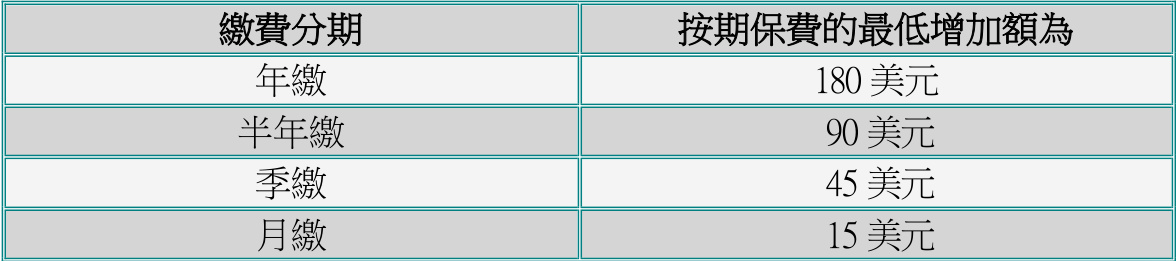 繳費分期 按期保費的最低增加額為
年繳 180 美元
半年繳 90 美元
季繳 45 美元
月繳 15 美元